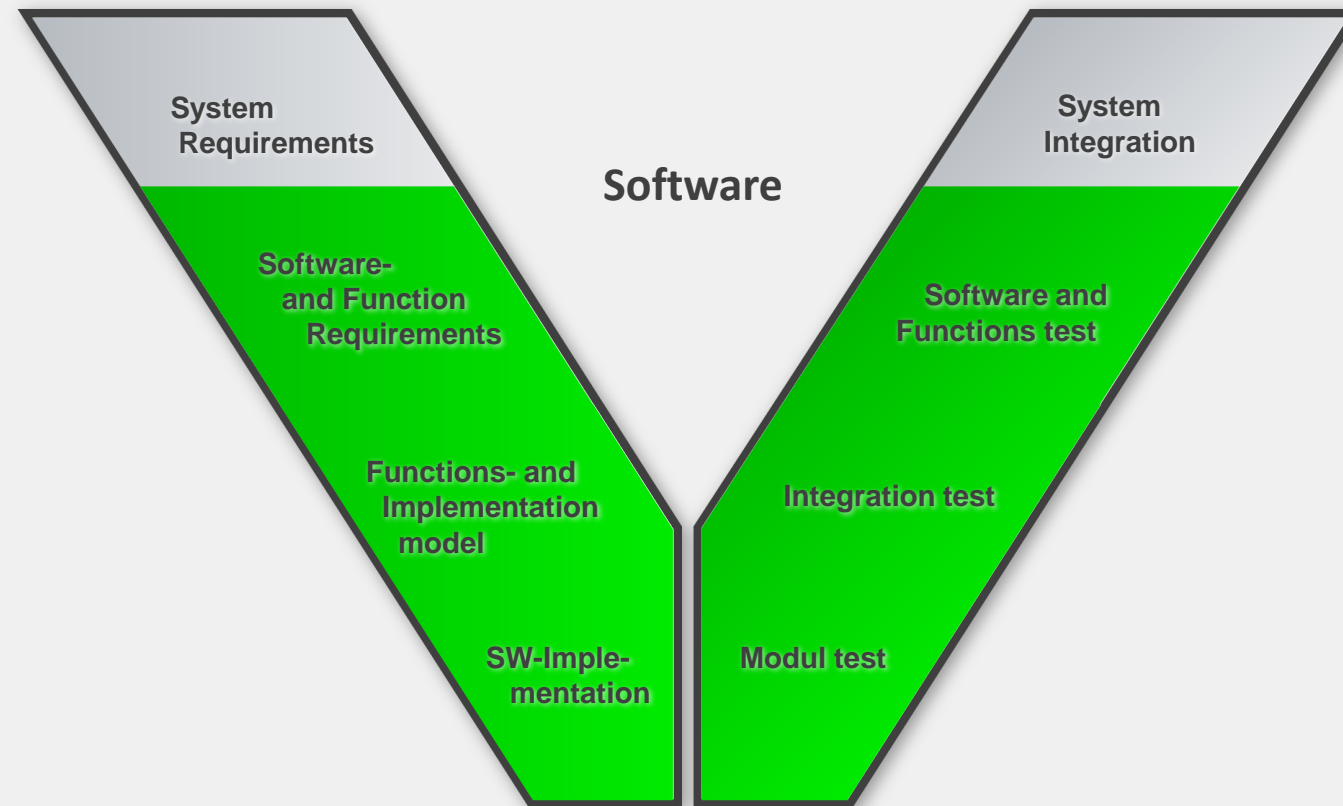 System
Requirements
Software-
and Function
Requirements
Functions- and
Implementation
model
SW-Imple-
mentation
Software
System
Integration
Software and
Functions test
Integration test
Modul test